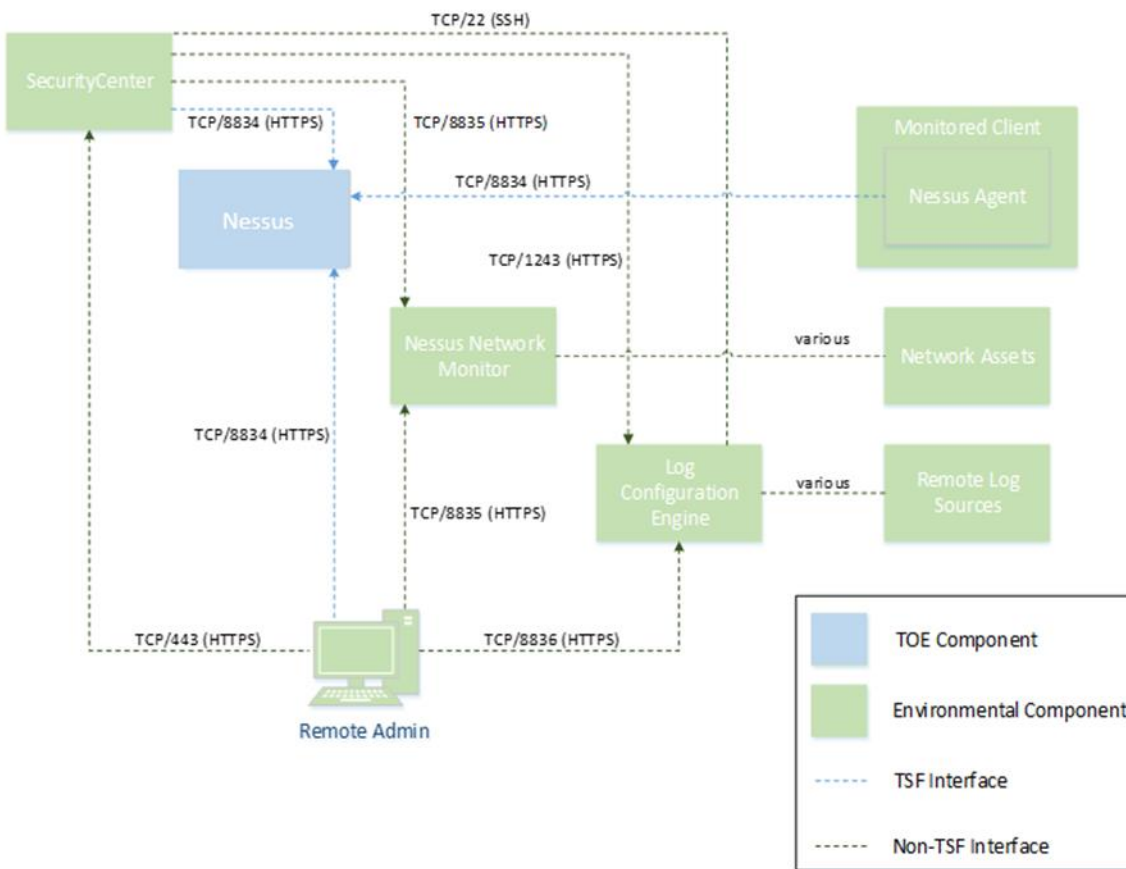 TCP/22 (SSH)
SecurityCenter
TCP/8834 (HTTPS)
TCP/8835 (HTTPS)
Monitored Client
TCP/8834 (HTTPS)
Nessus Agent
Nessus
TCP/1243 (HTTPS)
Nessus Network
Monitor
various
Network Assets
TCP/8834 (HTTPS)
Log
Configuration
Engine
various
Remote Log
Sources
TCP/8835 (HTTPS)
TCP/443 (HTTPS)
TCP/8836 (HTTPS)
Remote Admin
TOE Component
Environmental Component
TSF Interface
Non-TSF Interface